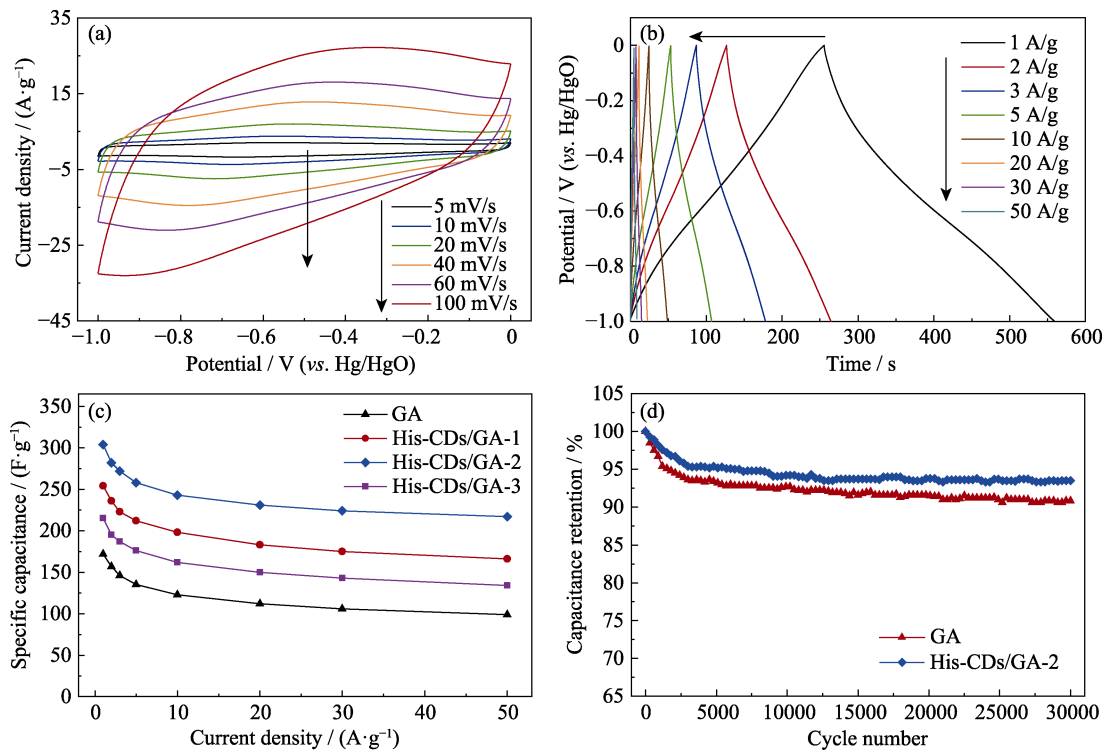 (a)
35
15
−5
−25
−45
Current density / (A·g⁻¹)
5 mV/s
10 mV/s
20 mV/s
40 mV/s
60 mV/s
100 mV/s
−1.0
−0.8
−0.6
−0.4
−0.2
0
Potential / V (vs. Hg/HgO)
(b)
0
−0.2
−0.4
−0.6
−0.8
−1.0
Potential / V (vs. Hg/HgO)
1 A/g
2 A/g
3 A/g
5 A/g
10 A/g
20 A/g
30 A/g
50 A/g
0
100
200
300
400
500
600
Time / s
(c)
350
300
250
200
150
100
50
0
Specific capacitance / (F·g⁻¹)
GA
His-CDs/GA-1
His-CDs/GA-2
His-CDs/GA-3
0
10
20
30
40
50
Current density / (A·g⁻¹)
(d)
105
100
95
90
85
80
75
70
65
Capacitance retention / %
GA
His-CDs/GA-2
0
5000
10000
15000
20000
25000
30000
Cycle number